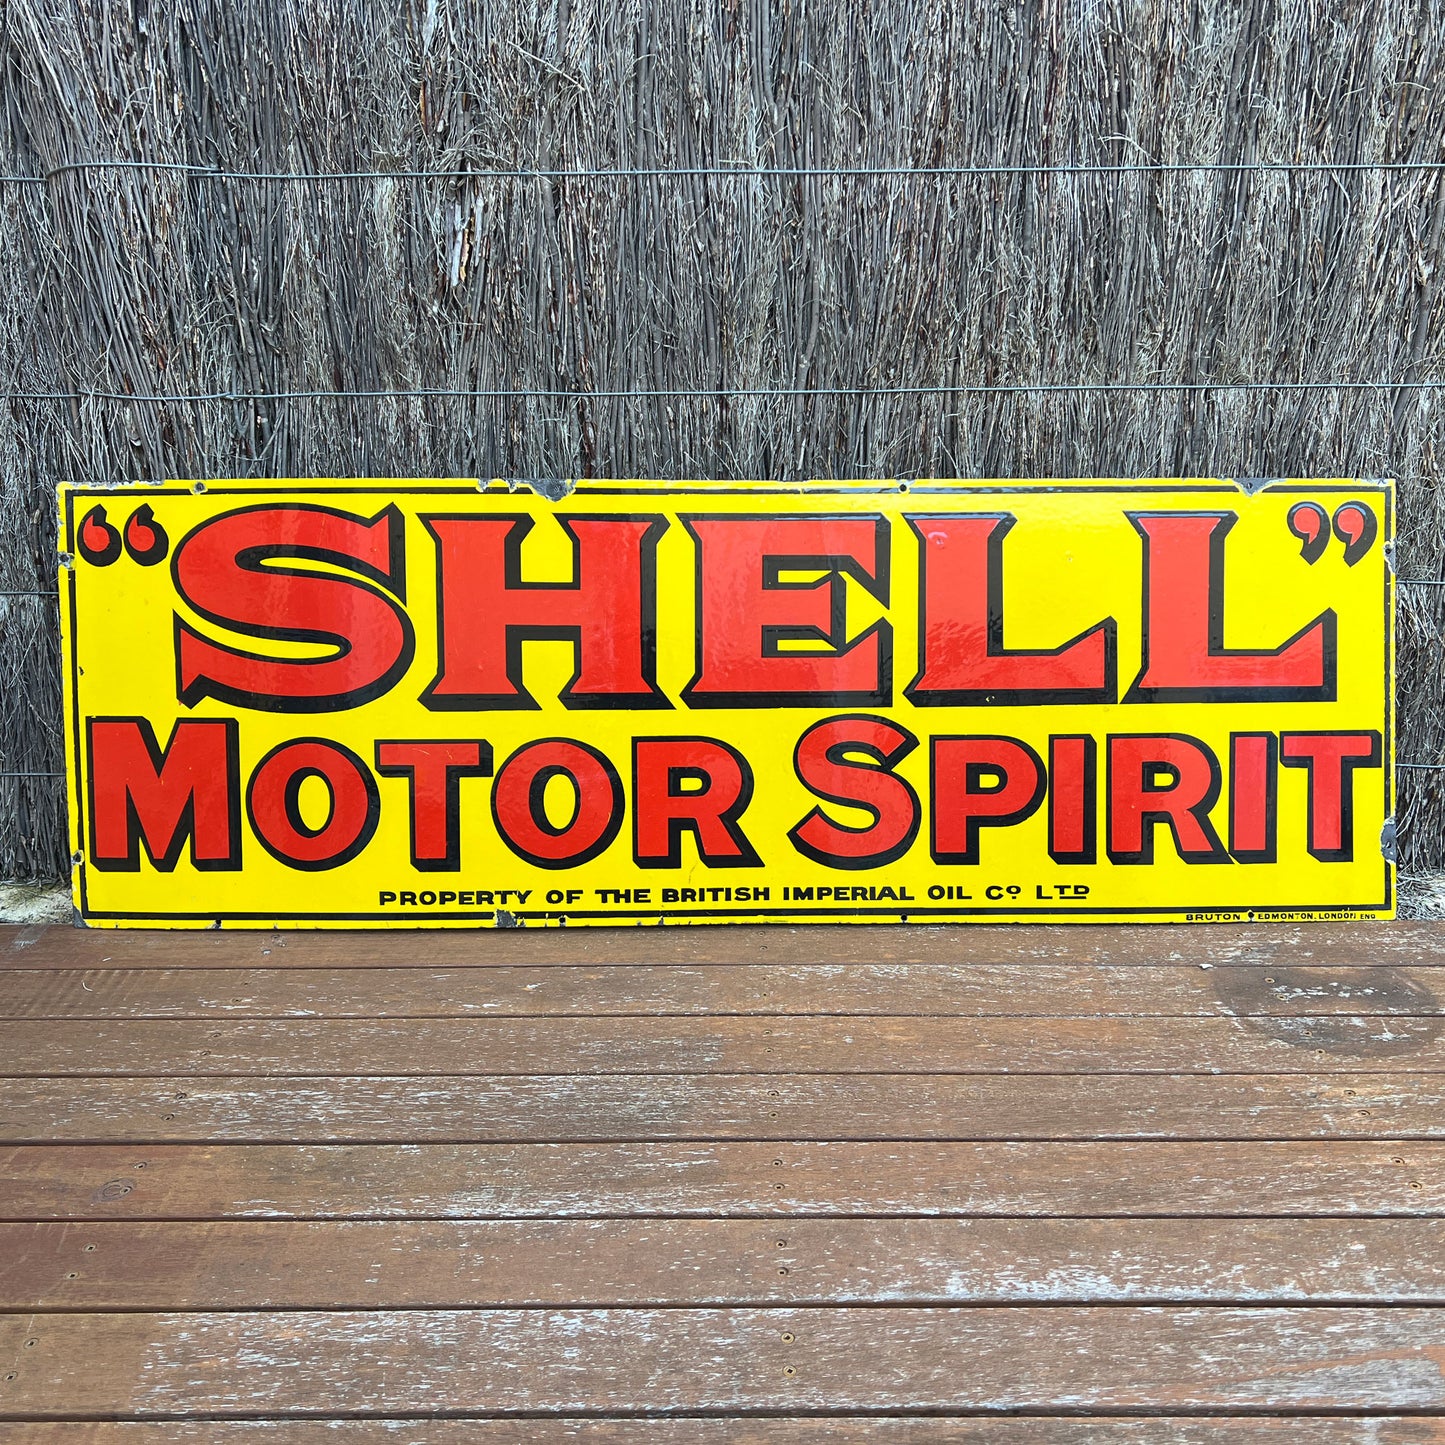 “SHELL”
MOTOR SPIRIT
PROPERTY OF THE BRITISH IMPERIAL OIL Co. LTD
BRUTON EDMONTON, LONDON ENG